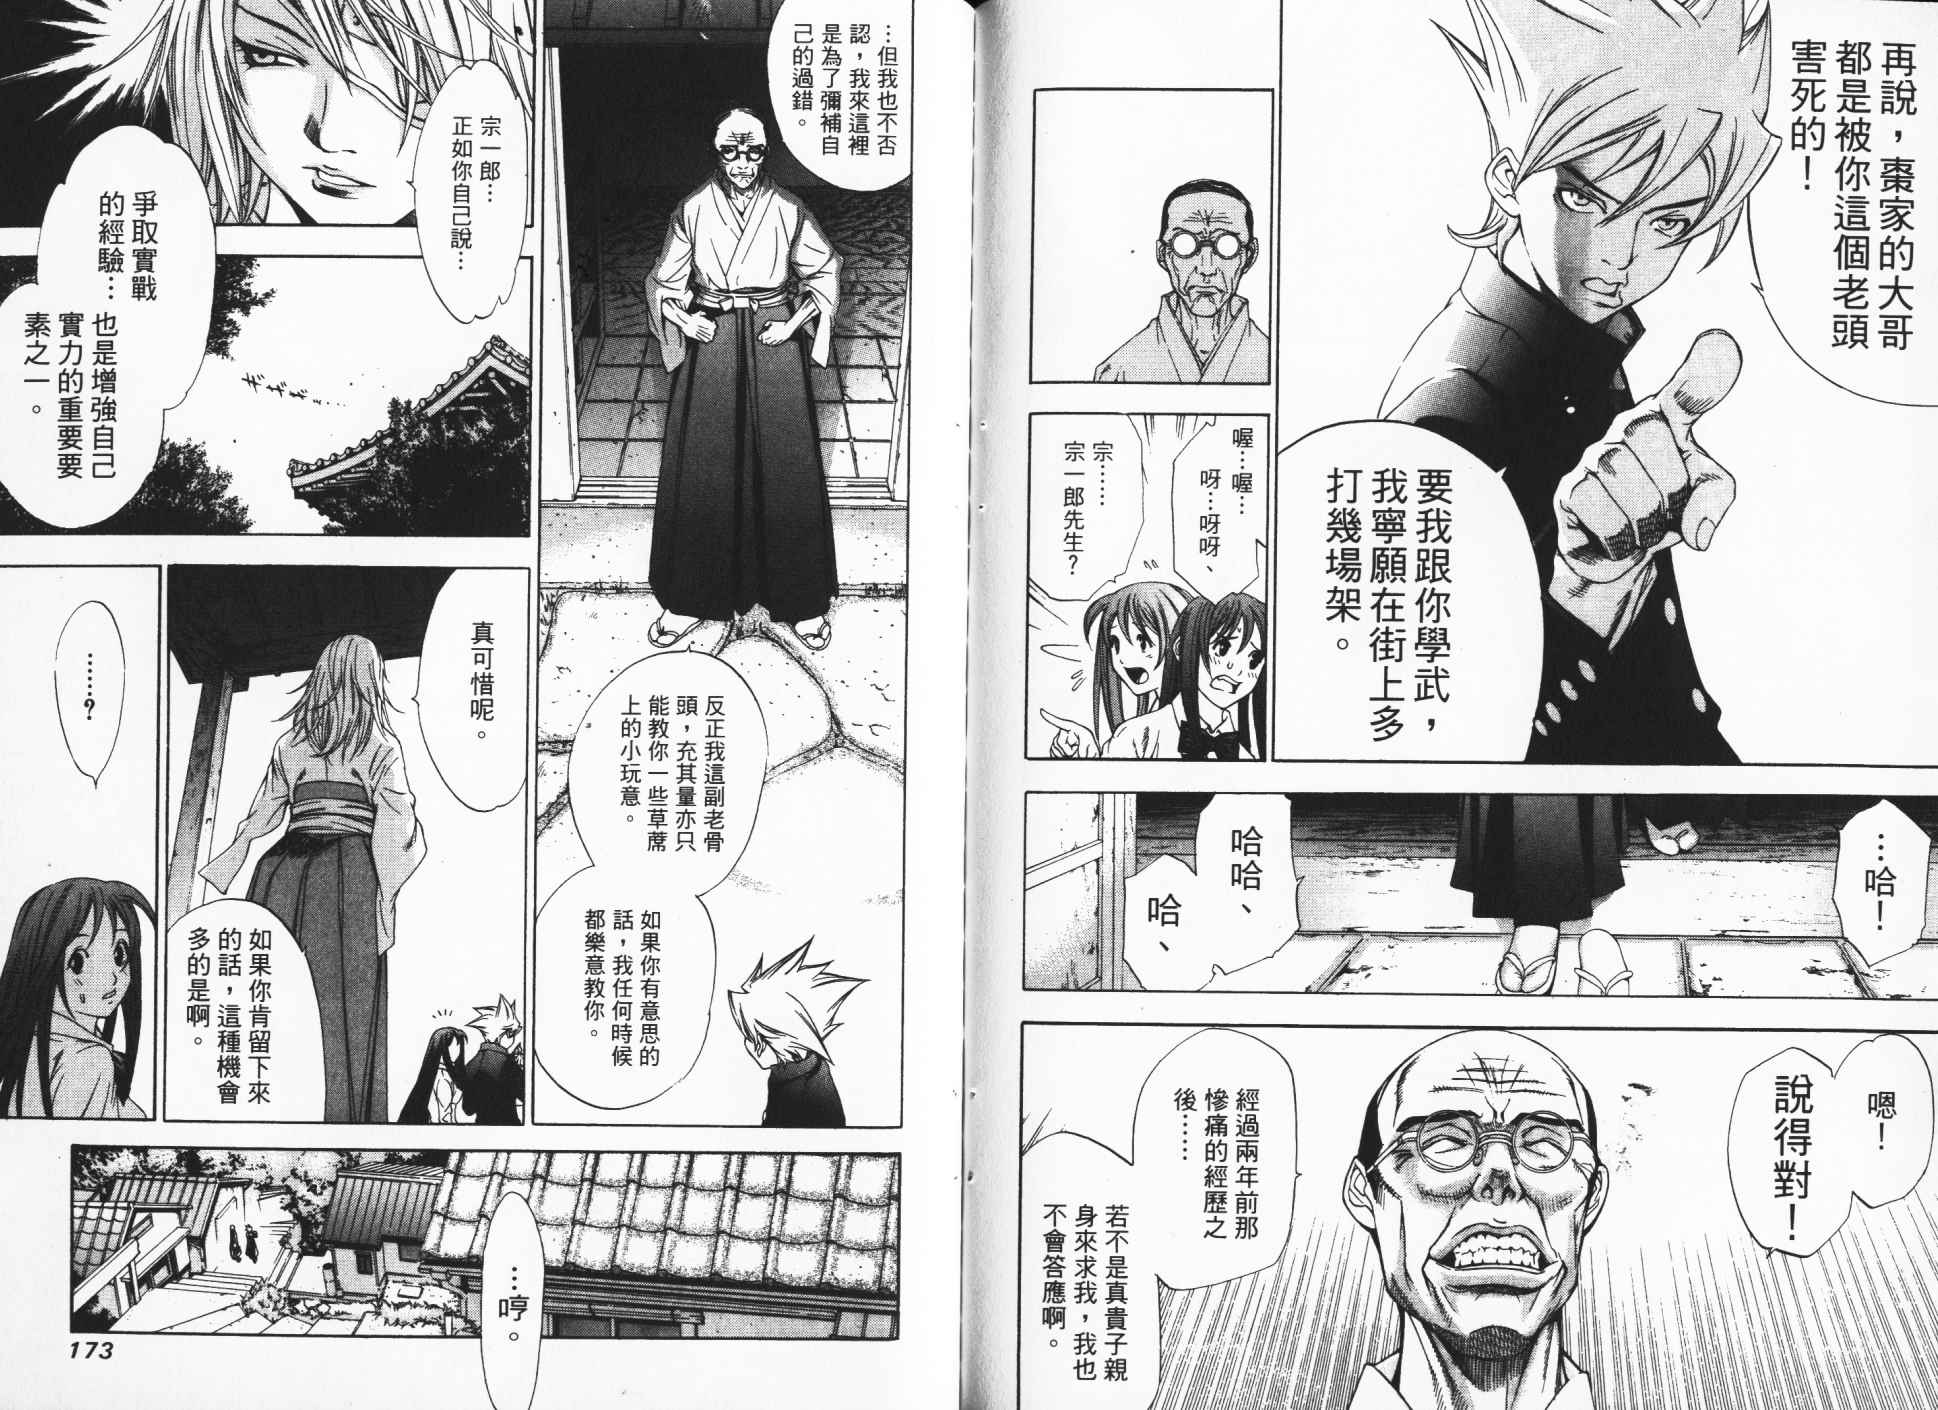 再說，棗家的大哥
都是被你這個老頭
害死的！
要我跟你學武，
我寧願在街上多
打幾場架。
喔…喔…
呀…呀呀、
宗……
宗一郎先生？
…哈！
哈哈、
哈、
嗯！
說得對！
經過兩年前那
慘痛的經歷之
後……
若不是真貴子親
身來求我，我也
不會答應啊。
…但我也不否
認，我來這裡
是為了彌補自
己的過錯。
反正我這副老骨
頭，充其量亦只
能教你一些草蓆
上的小玩意。
如果你有意思的
話，我任何時候
都樂意教你。
宗一郎…
正如你自己說…
爭取實戰
的經驗…
也是增強自己
實力的重要要
素之一。
真可惜呢。
如果你肯留下來
的話，這種機會
多的是啊。
……？
…哼。
173